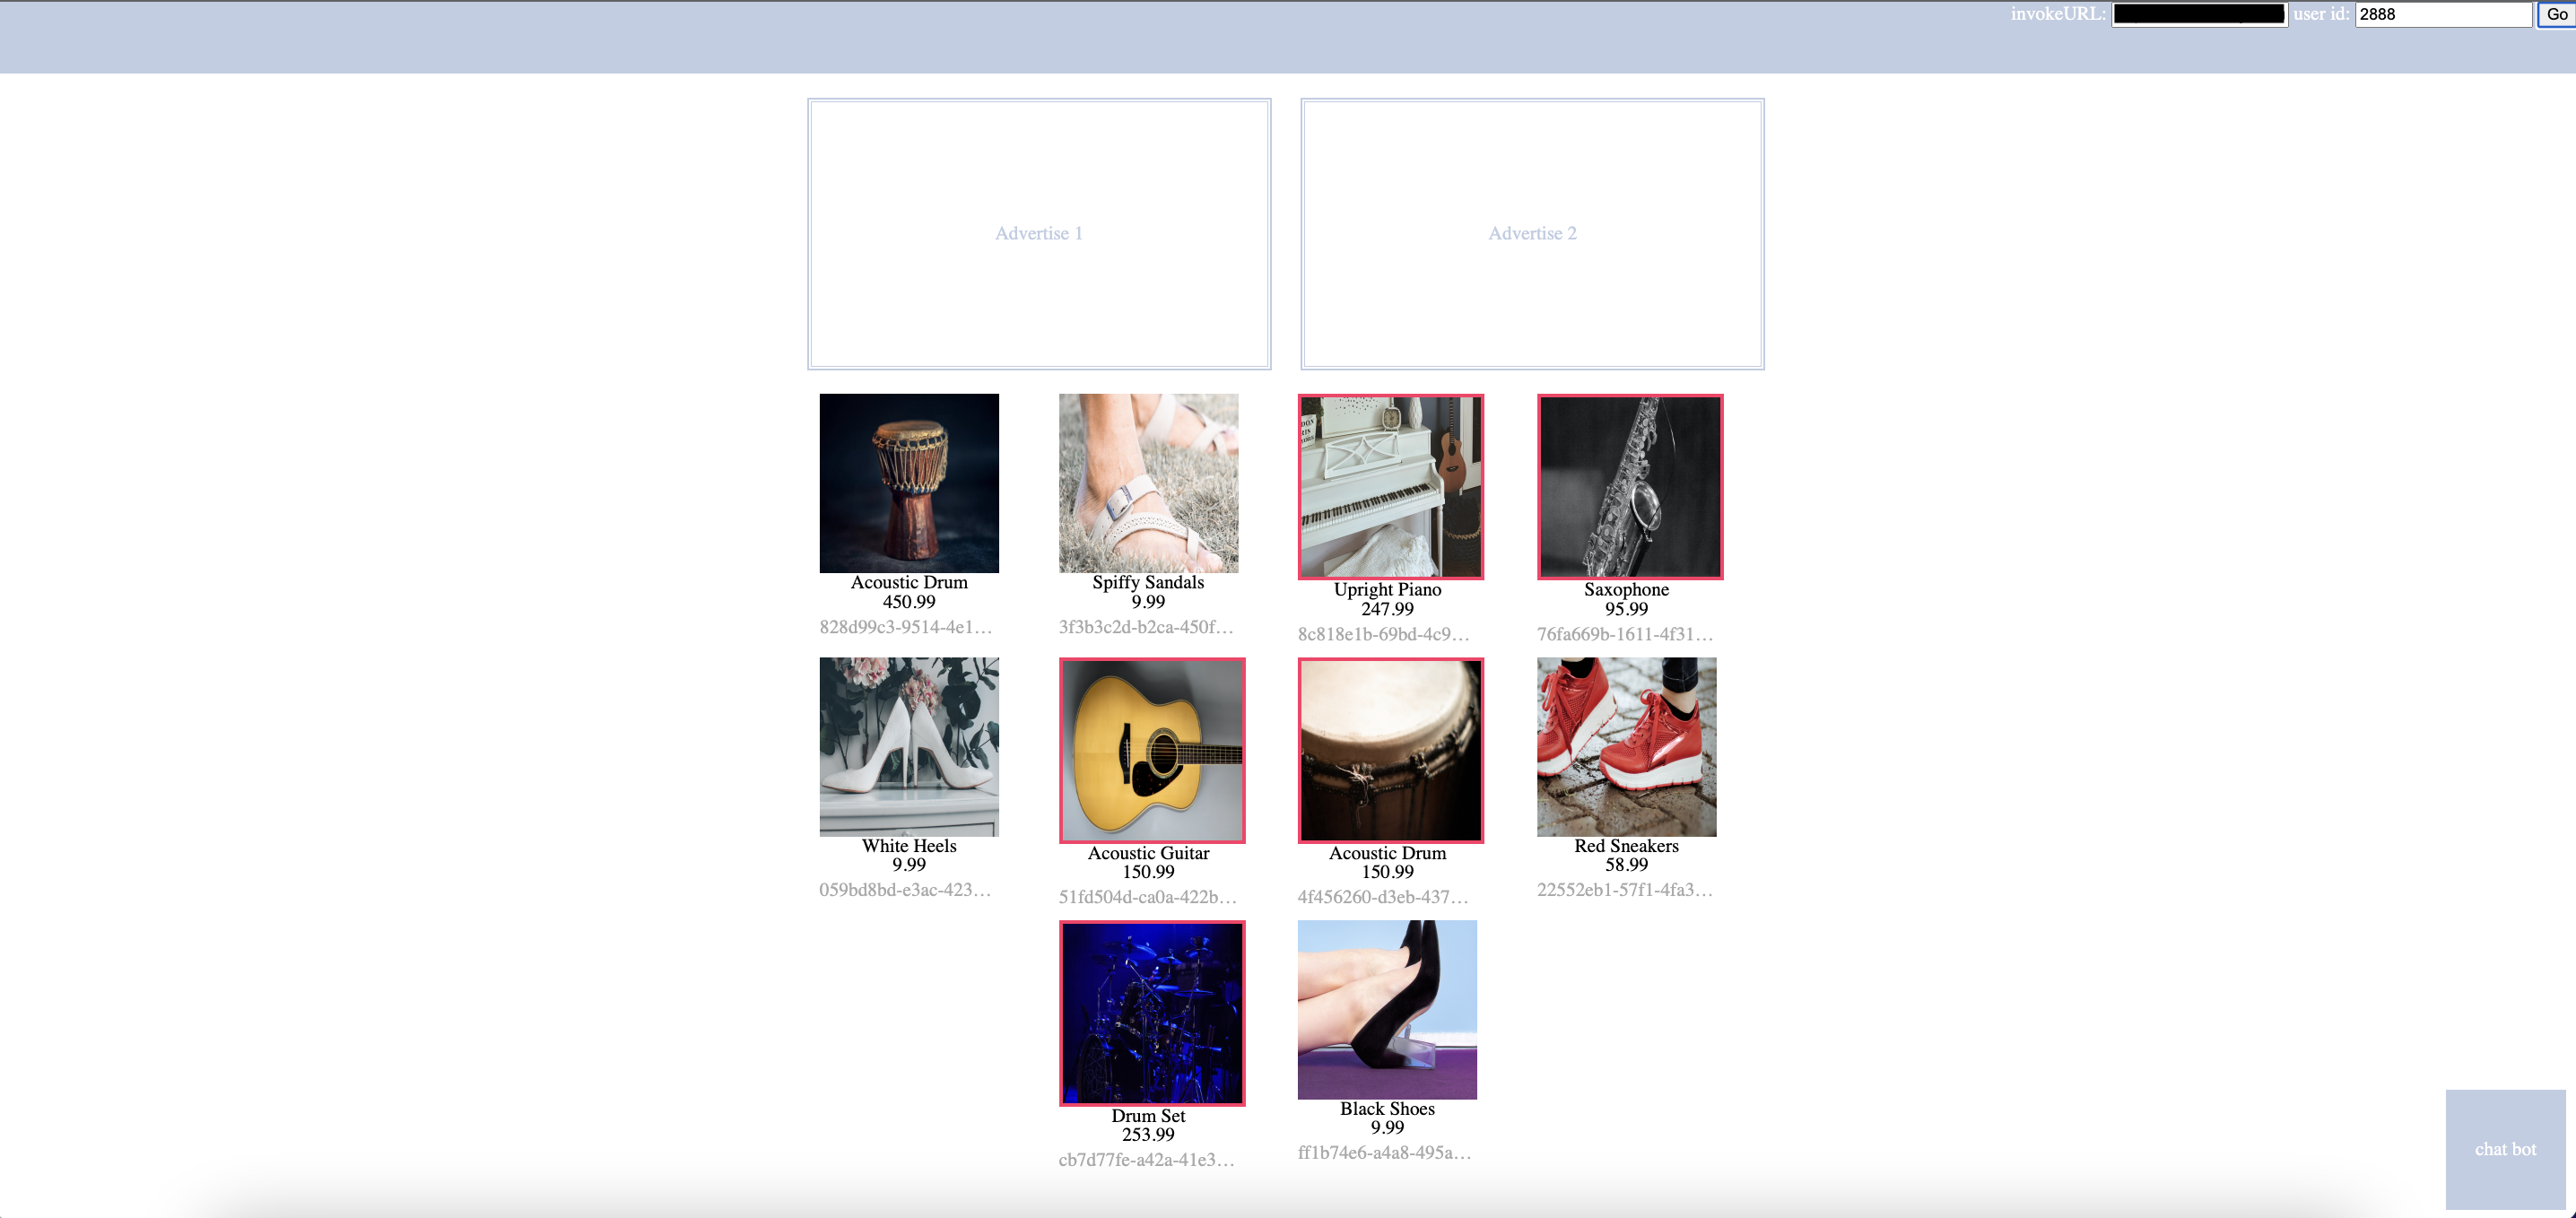 invokeURL: user id: 2888 Go
Advertise 1
Advertise 2
Acoustic Drum
450.99
828d99c3-9514-4e1...
Spiffy Sandals
9.99
3f3b3c2d-b2ca-450f...
Upright Piano
247.99
8c818e1b-69bd-4c9...
Saxophone
95.99
76fa669b-1611-4f31...
White Heels
9.99
059bd8bd-e3ac-423...
Acoustic Guitar
150.99
51fd504d-ca0a-422b...
Acoustic Drum
150.99
4f456260-d3eb-437...
Red Sneakers
58.99
22552eb1-57f1-4fa3...
Drum Set
253.99
cb7d77fe-a42a-41e3...
Black Shoes
9.99
ff1b74e6-a4a8-495a...
chat bot